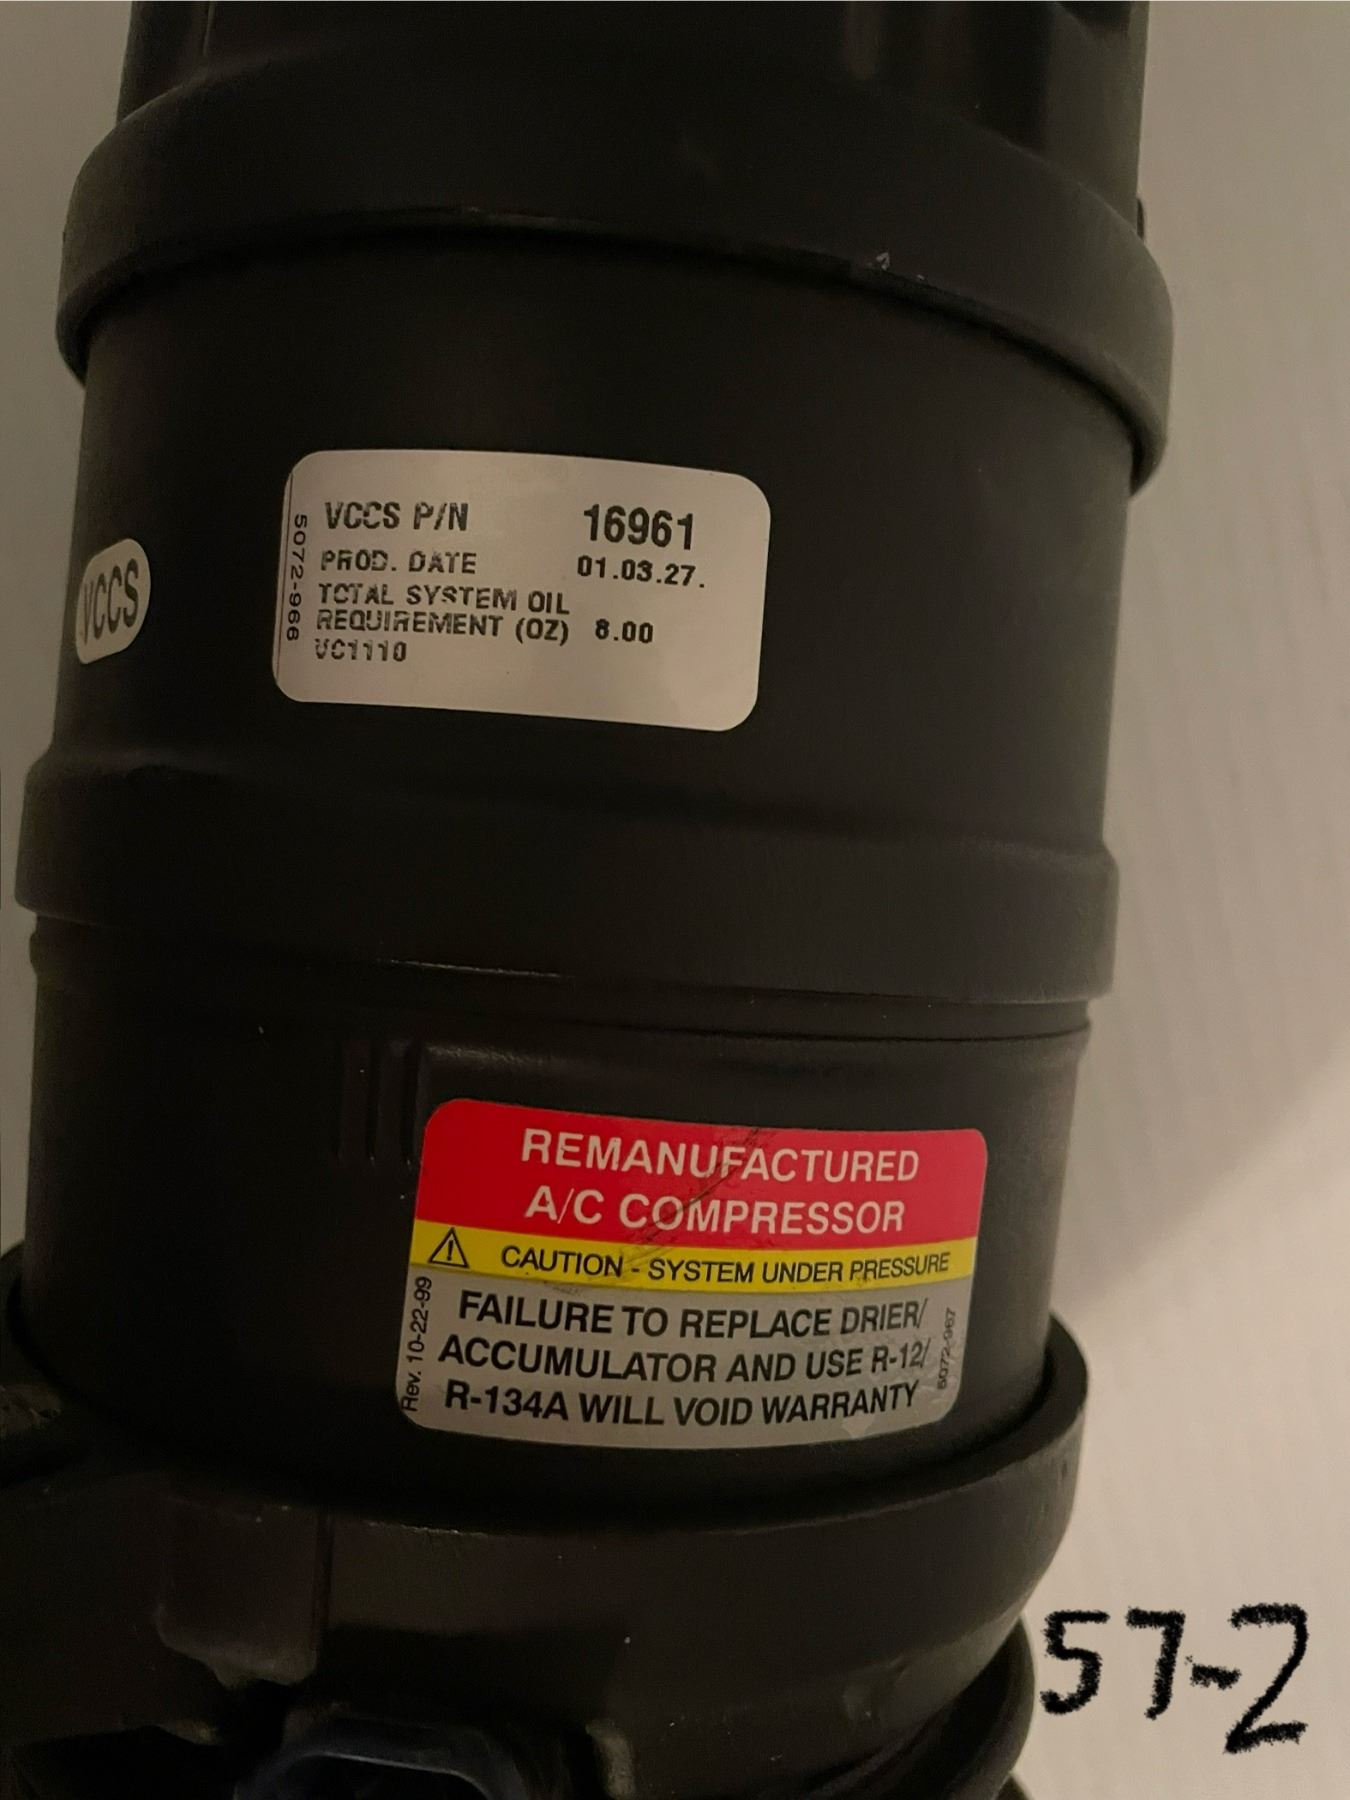 VCCS
5072-966
VCCS P/N 16961
PROD. DATE 01.03.27.
TOTAL SYSTEM OIL
REQUIREMENT (OZ) 8.00
VC1110
REMANUFACTURED
A/C COMPRESSOR
CAUTION - SYSTEM UNDER PRESSURE
FAILURE TO REPLACE DRIER/
ACCUMULATOR AND USE R-12/
R-134A WILL VOID WARRANTY
Rev. 10-22-99
5072-967
57-2